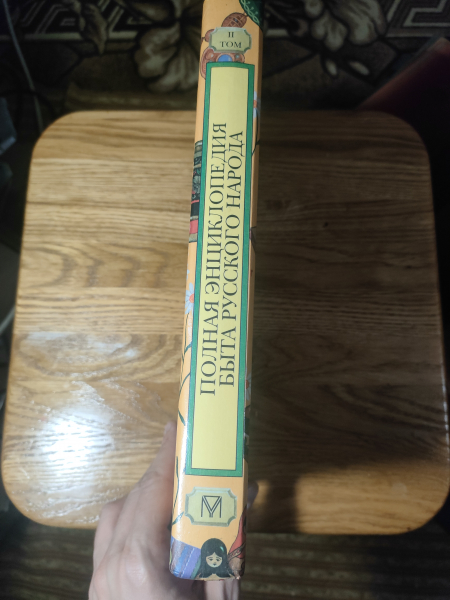 II
ТОМ
ПОЛНАЯ ЭНЦИКЛОПЕДИЯ
БЫТА РУССКОГО НАРОДА